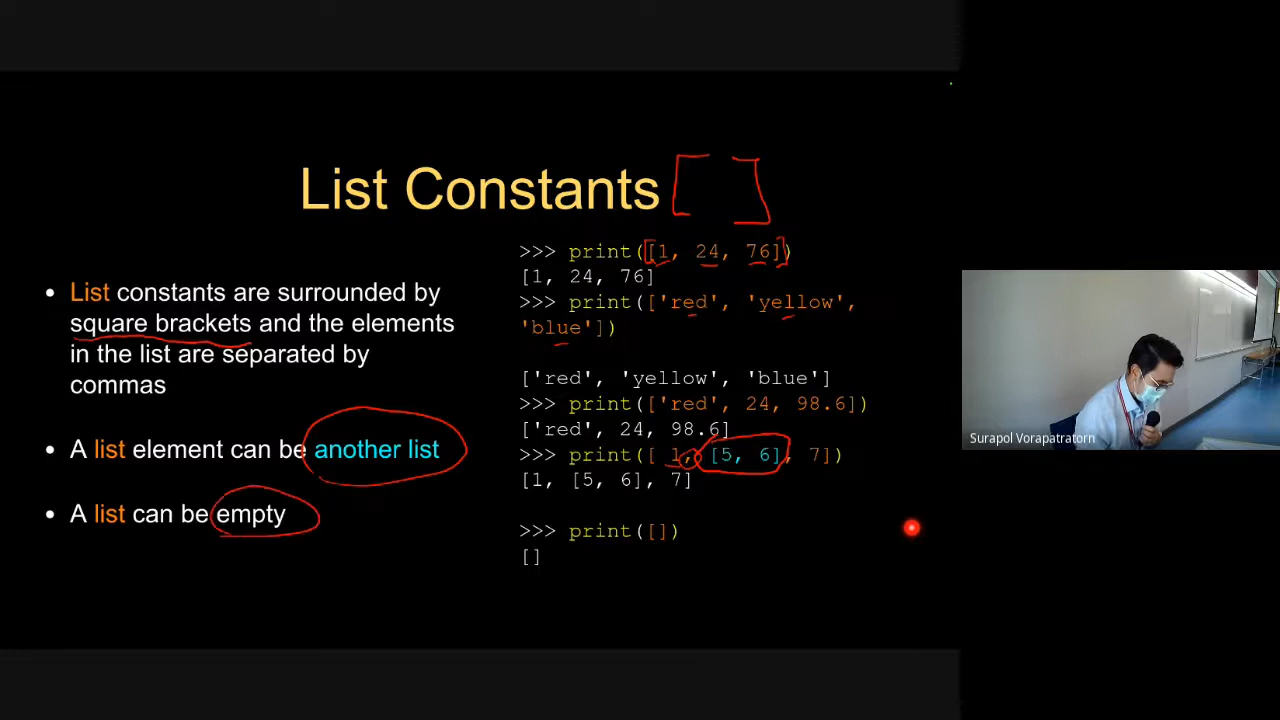 List Constants
• List constants are surrounded by
square brackets and the elements
in the list are separated by
commas
• A list element can be another list
• A list can be empty
>>> print([1, 24, 76])
[1, 24, 76]
>>> print(['red', 'yellow',
'blue'])
['red', 'yellow', 'blue']
>>> print(['red', 24, 98.6])
['red', 24, 98.6]
>>> print([ 1, [5, 6], 7])
[1, [5, 6], 7]
>>> print([])
[]
Surapol Vorapatratorn